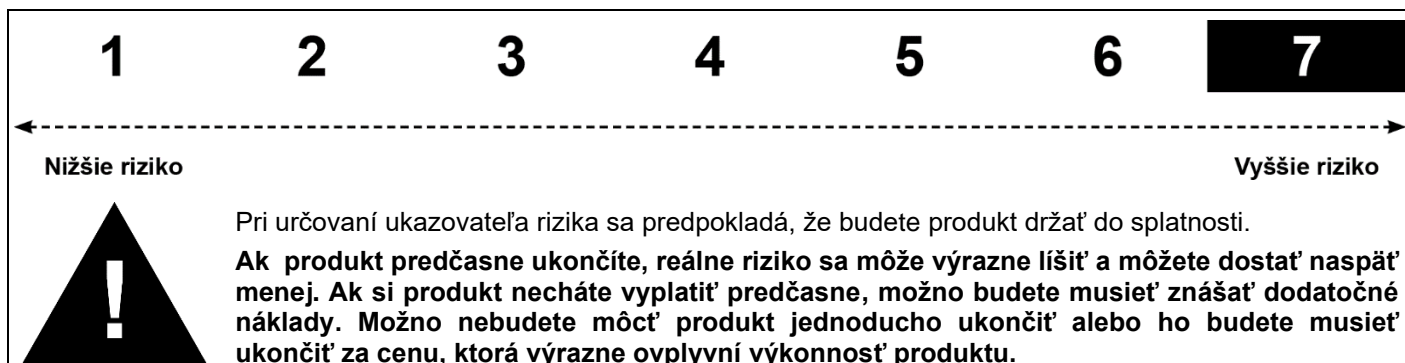 1 2 3 4 5 6 7
Nižšie riziko Vyššie riziko
!
Pri určovaní ukazovateľa rizika sa predpokladá, že budete produkt držať do splatnosti.
Ak produkt predčasne ukončíte, reálne riziko sa môže výrazne líšiť a môžete dostať naspäť
menej. Ak si produkt necháte vyplatiť predčasne, možno budete musieť znášať dodatočné
náklady. Možno nebudete môcť produkt jednoducho ukončiť alebo ho budete musieť
ukončiť za cenu, ktorá výrazne ovplyvní výkonnosť produktu.